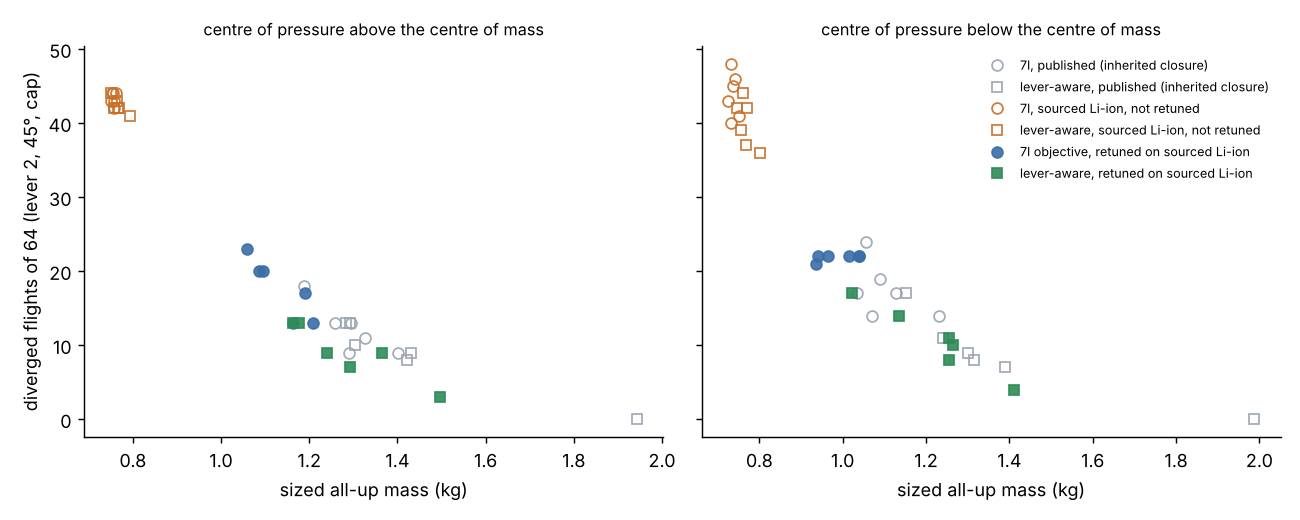 centre of pressure above the centre of mass
centre of pressure below the centre of mass
diverged flights of 64 (lever 2, 45°, cap)
50
40
30
20
10
0
0.8 1.0 1.2 1.4 1.6 1.8 2.0
sized all-up mass (kg)
7l, published (inherited closure)
lever-aware, published (inherited closure)
7l, sourced Li-ion, not retuned
lever-aware, sourced Li-ion, not retuned
7l objective, retuned on sourced Li-ion
lever-aware, retuned on sourced Li-ion
0.8 1.0 1.2 1.4 1.6 1.8 2.0
sized all-up mass (kg)